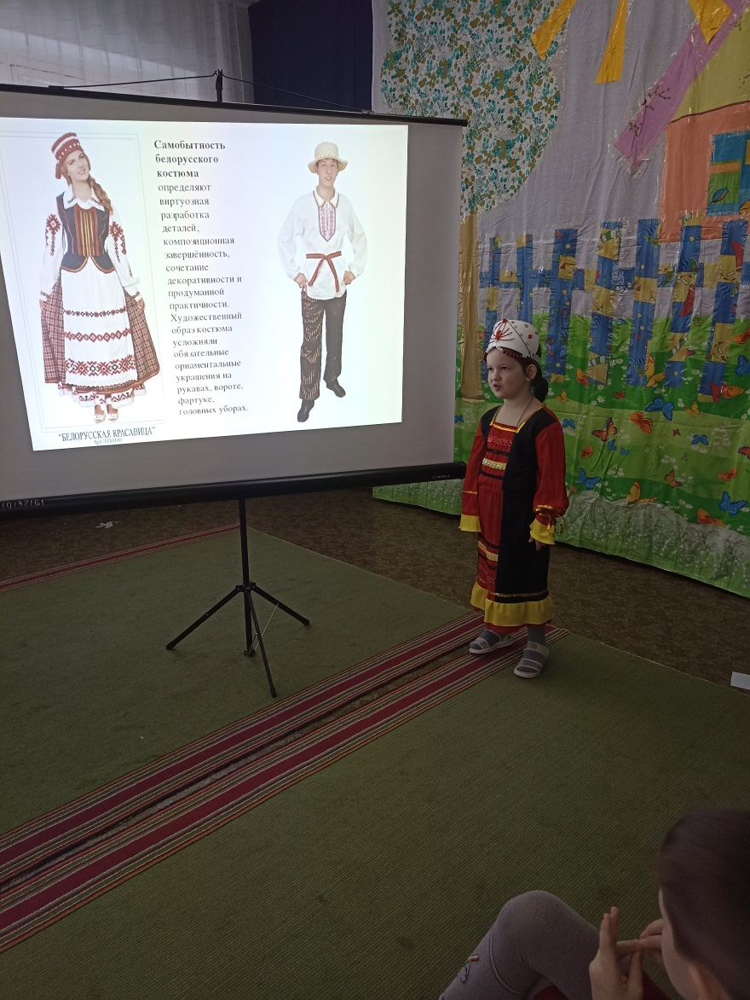 Самобытность
белорусского
костюма
определяют
виртуозная
разработка
деталей,
композиционная
завершённость,
сочетание
декоративности и
продуманной
практичности.
Художественный
образ костюма
усложняли
обязательные
орнаментальные
украшения на
рукавах, вороте,
фартуке,
головных уборах.
"БЕЛОРУССКАЯ КРАСАВИЦА"